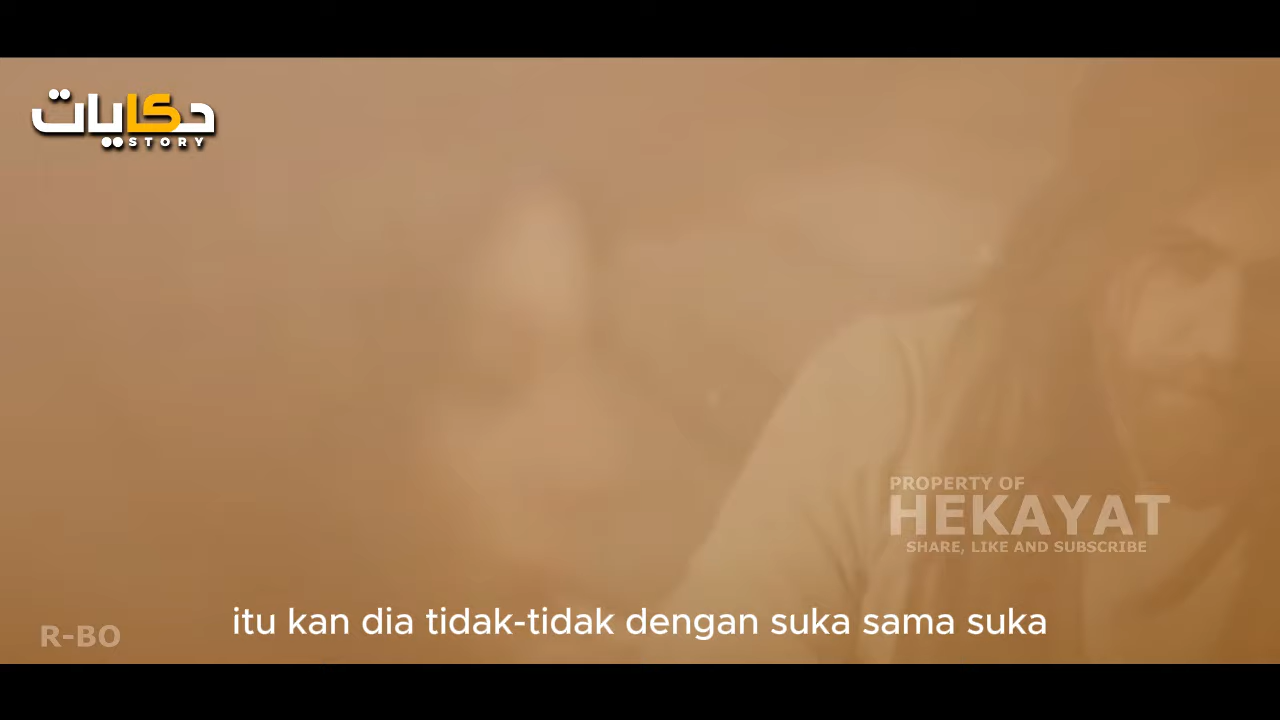 حكايات
STORY
PROPERTY OF
HEKAYAT
SHARE, LIKE AND SUBSCRIBE
itu kan dia tidak-tidak dengan suka sama suka
R-BO